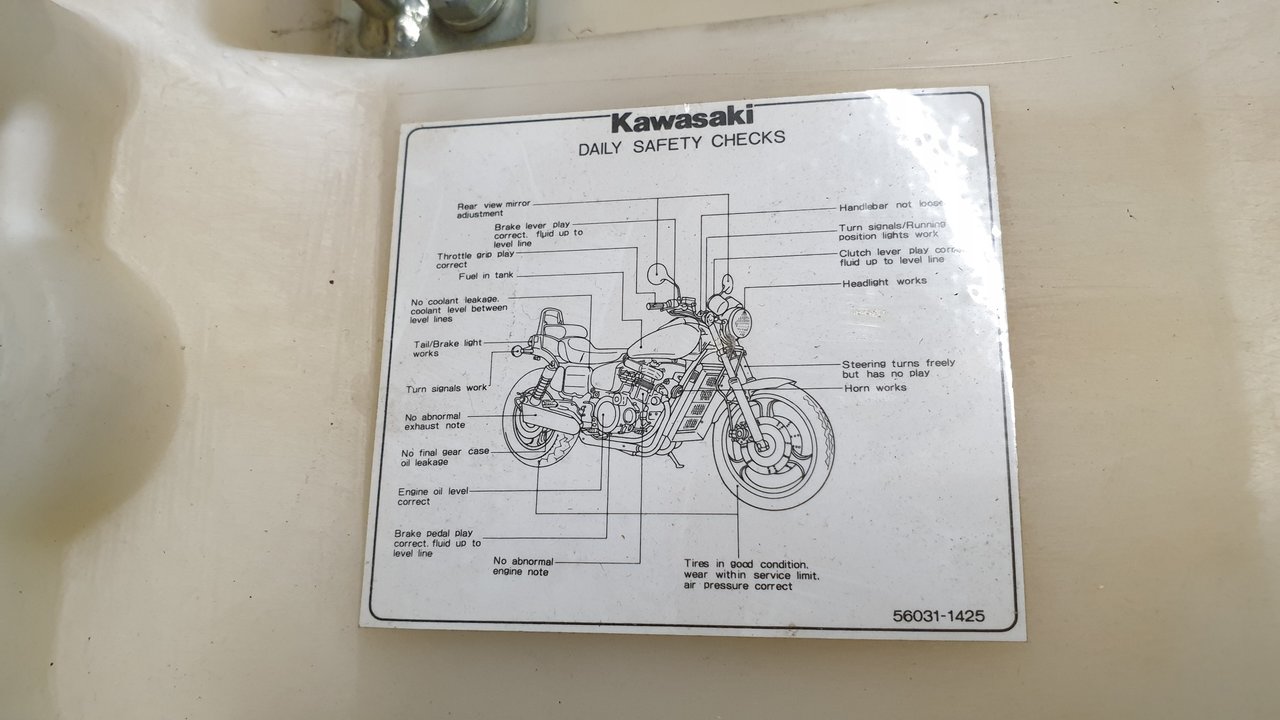 Kawasaki
DAILY SAFETY CHECKS
Rear view mirror
adjustment
Brake lever play
correct. fluid up to
level line
Throttle grip play
correct
Fuel in tank
No coolant leakage.
coolant level between
level lines
Tail/Brake light
works
Turn signals work
No abnormal
exhaust note
No final gear case
oil leakage
Engine oil level
correct
Brake pedal play
correct. fluid up to
level line
No abnormal
engine note
Handlebar not loose
Turn signals/Running
position lights work
Clutch lever play
fluid up to level line
Headlight works
Steering turns freely
but has no play
Horn works
Tires in good condition.
wear within service limit.
air pressure correct
56031-1425